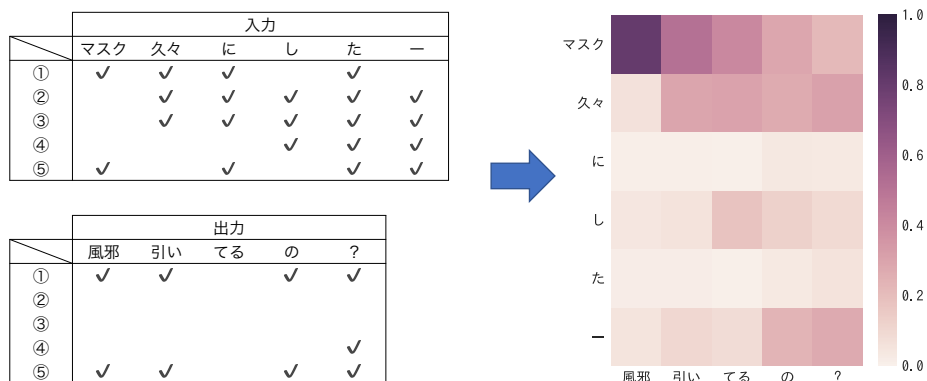 入力
マスク 久々 に し た ー
① ✓ ✓ ✓ ✓
② ✓ ✓ ✓ ✓ ✓
③ ✓ ✓ ✓ ✓ ✓
④ ✓ ✓ ✓
⑤ ✓ ✓ ✓ ✓
出力
風邪 引い てる の ?
① ✓ ✓ ✓ ✓
②
③
④ ✓
⑤ ✓ ✓ ✓ ✓
マスク
久々
に
し
た
ー
風邪 引い てる の ?
1.0
0.8
0.6
0.4
0.2
0.0